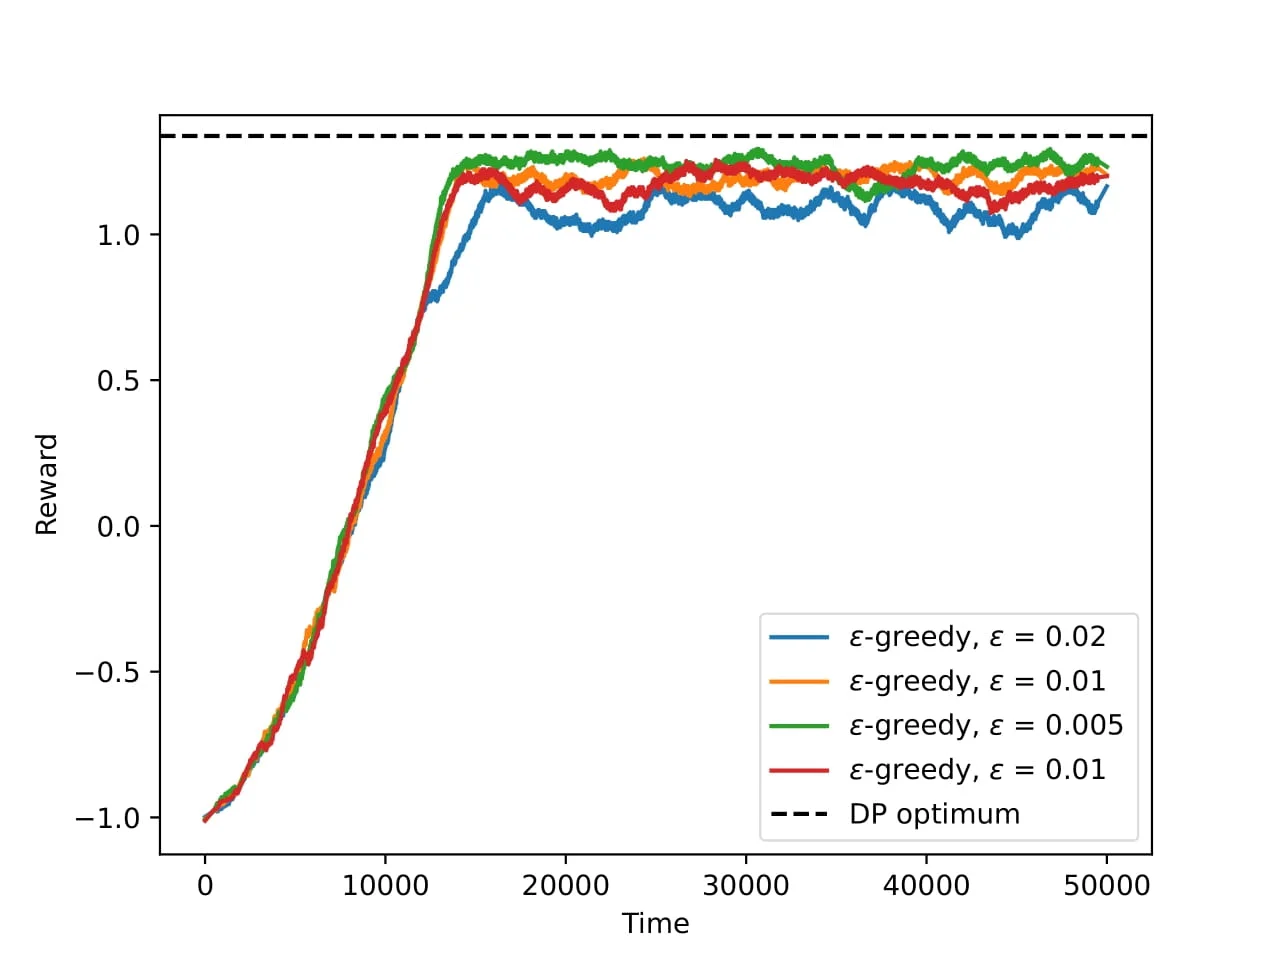 1.0
0.5
0.0
−0.5
−1.0
Reward
0
10000
20000
30000
40000
50000
Time
ε-greedy, ε = 0.02
ε-greedy, ε = 0.01
ε-greedy, ε = 0.005
ε-greedy, ε = 0.01
DP optimum